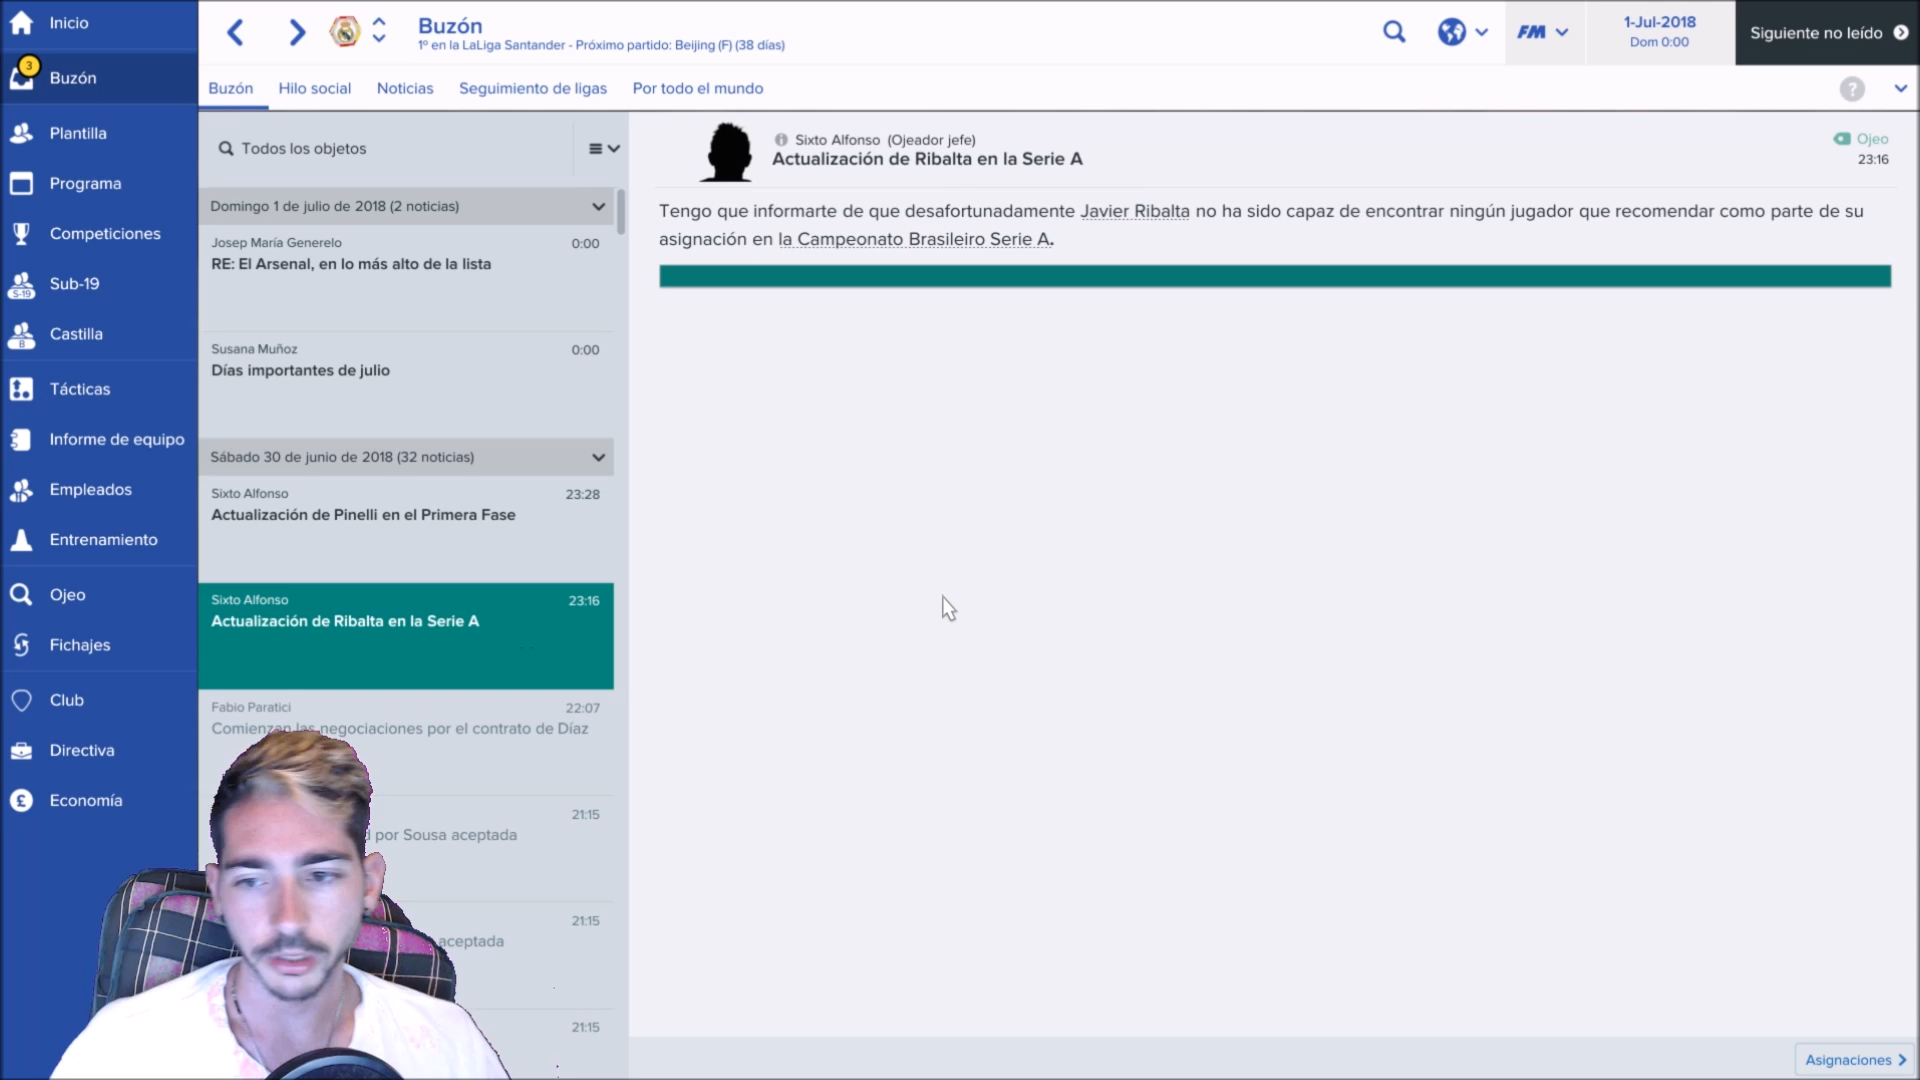 Inicio
3
Buzón
Plantilla
Programa
Competiciones
S-19
Sub-19
B
Castilla
Tácticas
Informe de equipo
Empleados
Entrenamiento
Ojeo
Fichajes
Club
Directiva
£
Economía
Buzón
1º en la LaLiga Santander - Próximo partido: Beijing (F) (38 días)
FM
1-Jul-2018
Dom 0:00
Siguiente no leído
Buzón
Hilo social
Noticias
Seguimiento de ligas
Por todo el mundo
?
Todos los objetos
Domingo 1 de julio de 2018 (2 noticias)
Josep María Generelo 0:00
RE: El Arsenal, en lo más alto de la lista
Susana Muñoz 0:00
Días importantes de julio
Sábado 30 de junio de 2018 (32 noticias)
Sixto Alfonso 23:28
Actualización de Pinelli en el Primera Fase
Sixto Alfonso 23:16
Actualización de Ribalta en la Serie A
Fabio Paratici 22:07
Comienzan las negociaciones por el contrato de Díaz
21:15
por Sousa aceptada
21:15
aceptada
21:15
Sixto Alfonso (Ojeador jefe)
Actualización de Ribalta en la Serie A
Ojeo
23:16
Tengo que informarte de que desafortunadamente Javier Ribalta no ha sido capaz de encontrar ningún jugador que recomendar como parte de su
asignación en la Campeonato Brasileiro Serie A.
Asignaciones